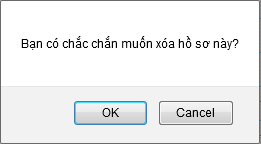 Bạn có chắc chắn muốn xóa hồ sơ này?
OK
Cancel